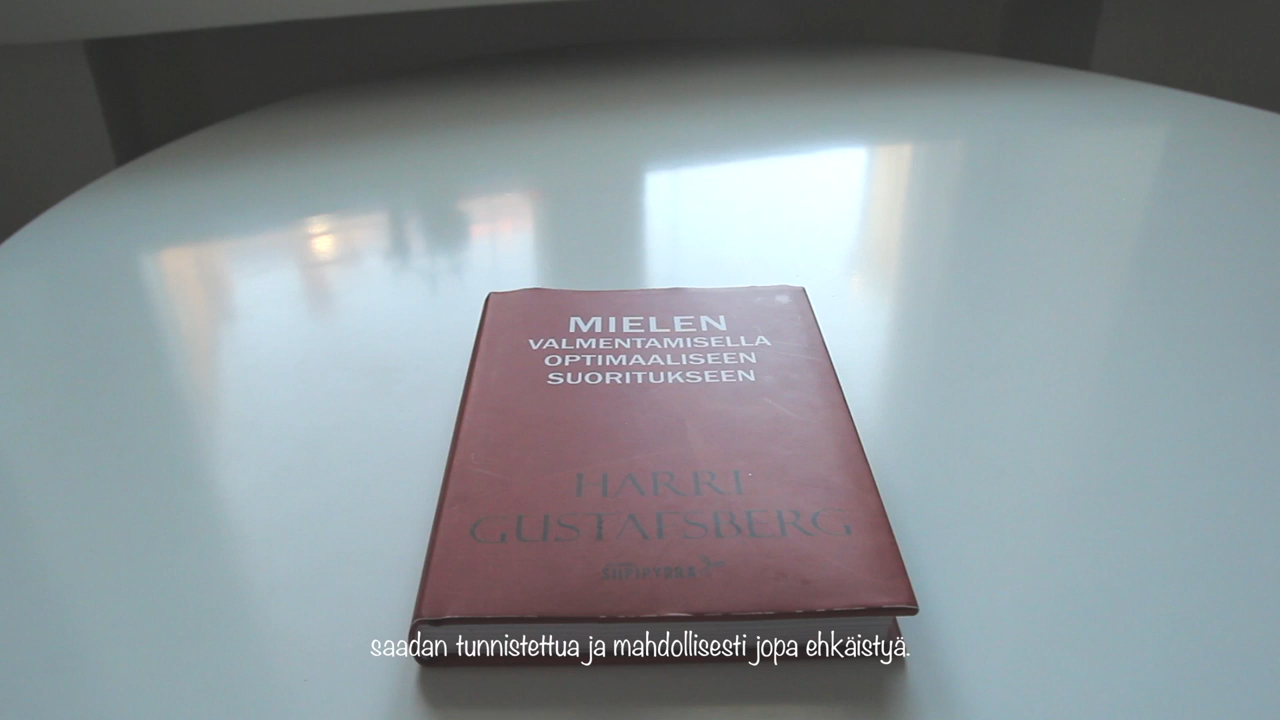 MIELEN
VALMENTAMISELLA
OPTIMAALISEEN
SUORITUKSEEN
HARRI
GUSTAFSBERG
SIIPIPYÖRÄ
saadan tunnistettua ja mahdollisesti jopa ehkäistyä.